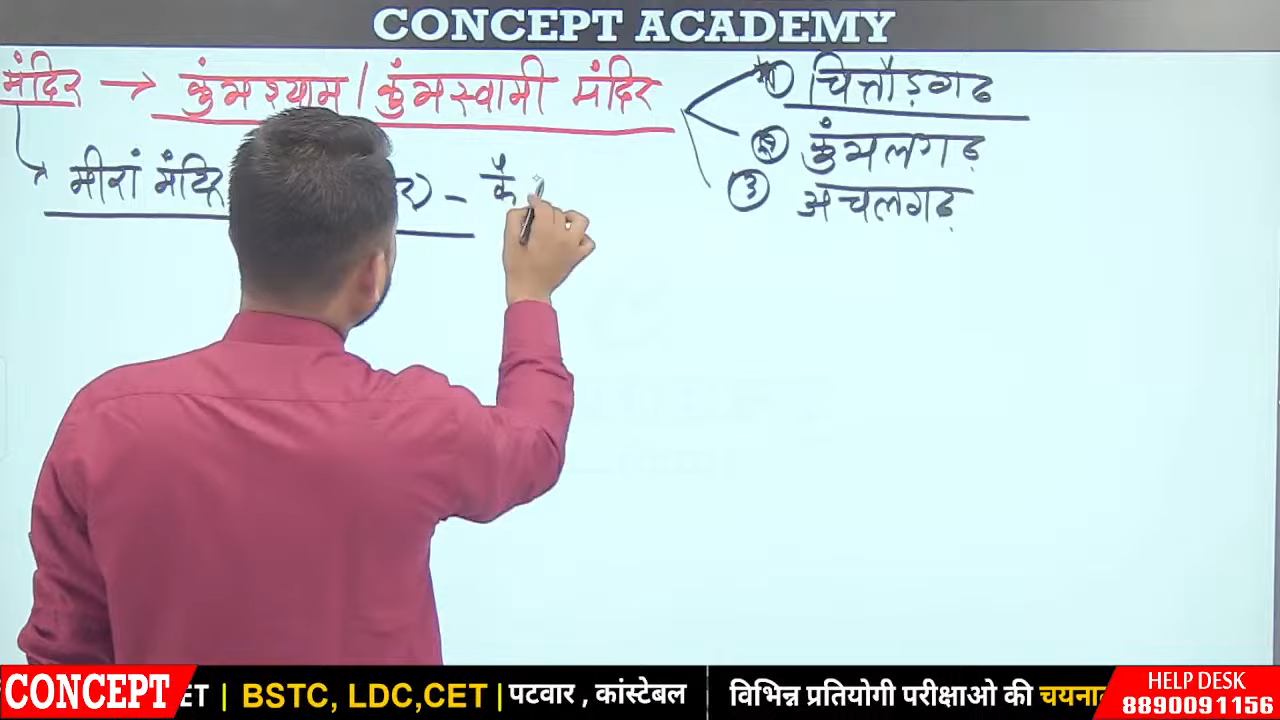 CONCEPT ACADEMY
मंदिर → कुंभश्याम / कुंभस्वामी मंदिर
① चित्तौड़गढ
② कुंभलगढ़
③ अचलगढ़
मीरां मंदिर – कै
CONCEPT ET | BSTC, LDC,CET | पटवार , कांस्टेबल विभिन्न प्रतियोगी परीक्षाओ की
HELP DESK
8890091156